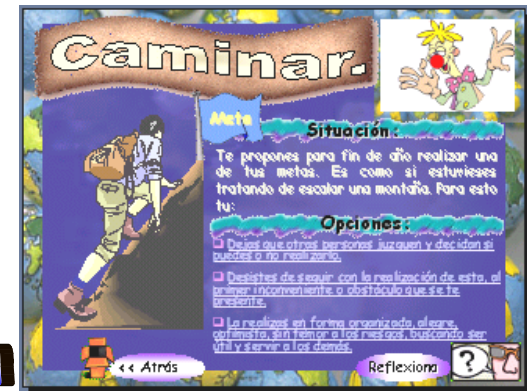 Caminar.
Meta
Situación:
Te propones para fin de año realizar una
de tus metas. Es como si estuvieses
tratando de escalar una montaña. Para esto
tu:
Opciones:
Dejas que otras personas juzguen y decidan si
puedes o no realizarlo.
Desistes de seguir con la realización de esta, al
primer inconveniente o obstáculo que se te
presente.
La realizas en forma organizada, alegre,
optimista, sin temor a los riesgos, buscando ser
útil y servir a los demás.
<< Atrás
Reflexiona
?